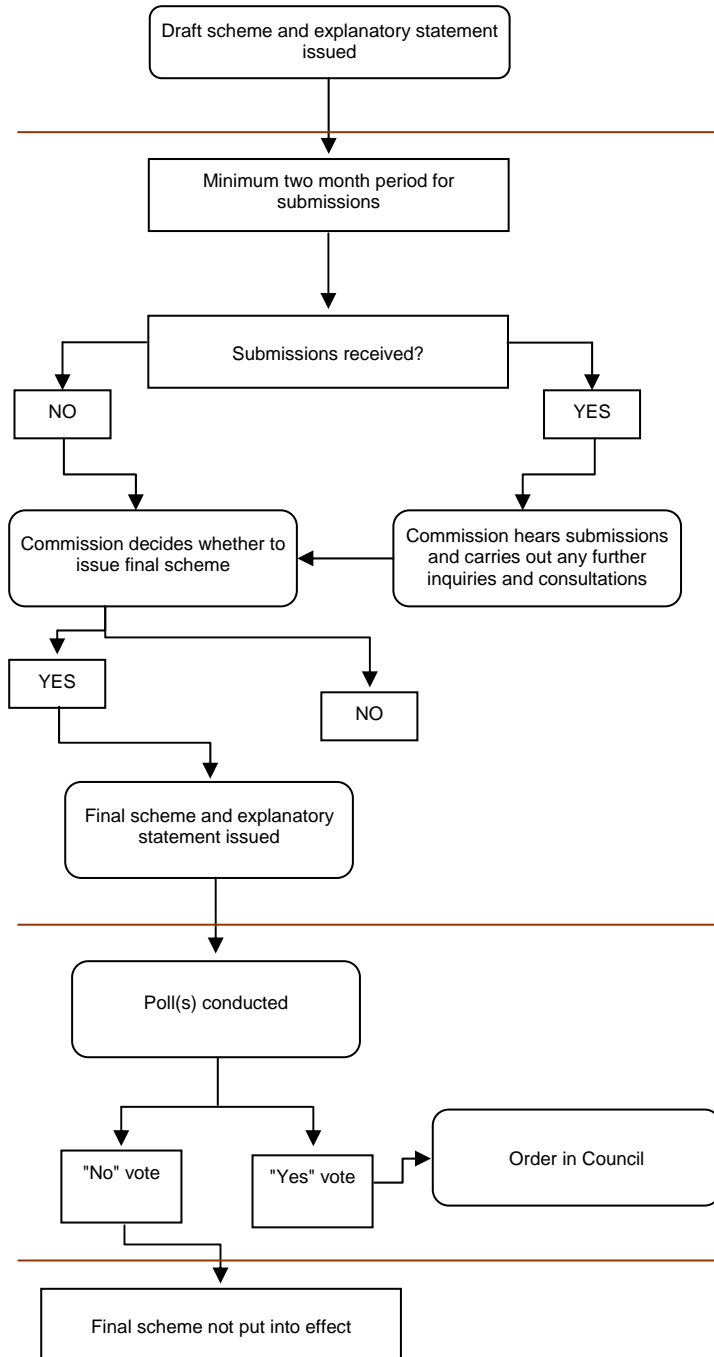 Draft scheme and explanatory statement
issued
Minimum two month period for
submissions
Submissions received?
NO
YES
Commission decides whether to
issue final scheme
Commission hears submissions
and carries out any further
inquiries and consultations
YES
NO
Final scheme and explanatory
statement issued
Poll(s) conducted
"No" vote
"Yes" vote
Order in Council
Final scheme not put into effect